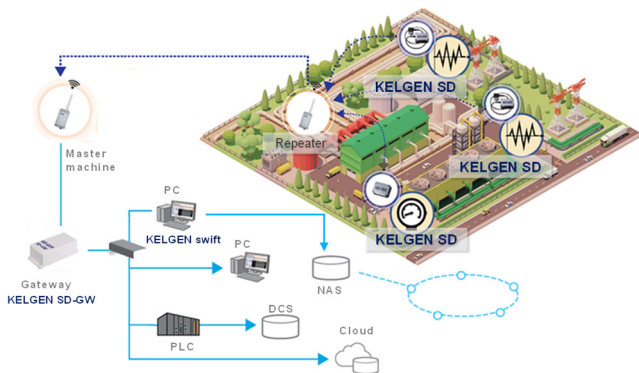 KELGEN SD
KELGEN SD
Repeater
KELGEN SD
Master
machine
PC
KELGEN swift
PC
NAS
Gateway
KELGEN SD-GW
PLC
DCS
Cloud